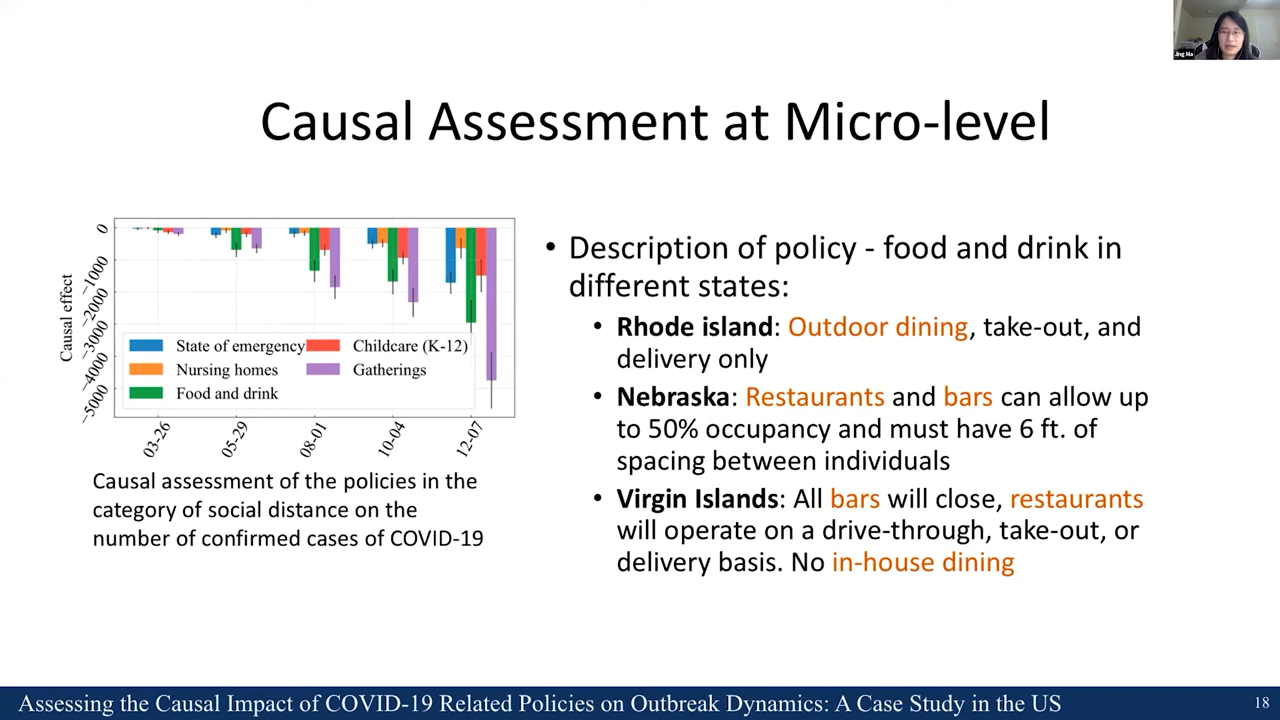 Jing Ma
Causal Assessment at Micro-level
Causal effect
0
−1000
−2000
−3000
−4000
−5000
State of emergency
Nursing homes
Food and drink
Childcare (K-12)
Gatherings
03-26
05-29
08-01
10-04
12-07
Causal assessment of the policies in the
category of social distance on the
number of confirmed cases of COVID-19
• Description of policy - food and drink in
different states:
• Rhode island: Outdoor dining, take-out, and
delivery only
• Nebraska: Restaurants and bars can allow up
to 50% occupancy and must have 6 ft. of
spacing between individuals
• Virgin Islands: All bars will close, restaurants
will operate on a drive-through, take-out, or
delivery basis. No in-house dining
Assessing the Causal Impact of COVID-19 Related Policies on Outbreak Dynamics: A Case Study in the US
18